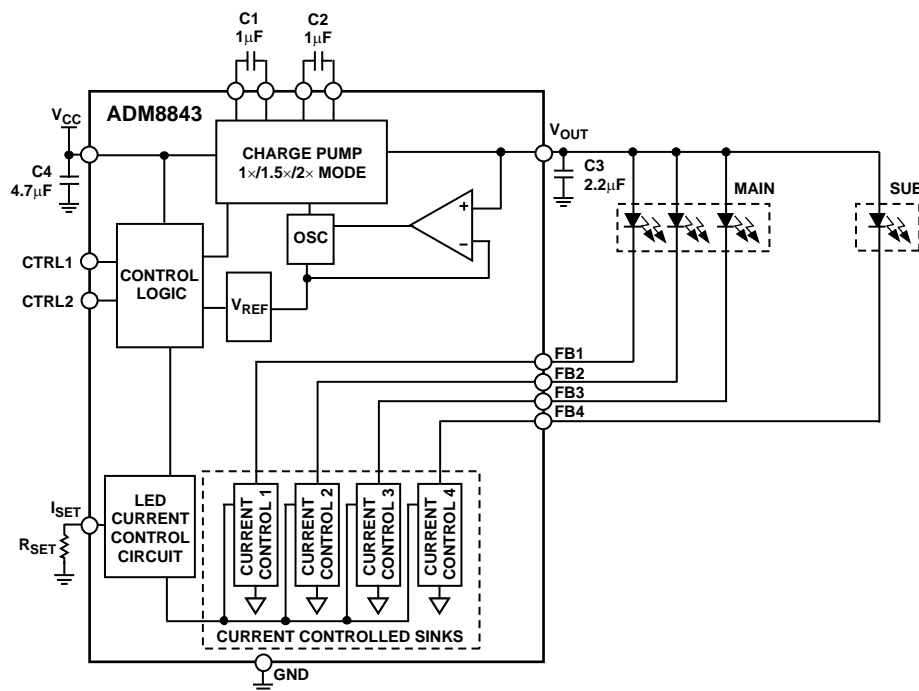 C1
1μF
C2
1μF
ADM8843
VCC
C4
4.7μF
CHARGE PUMP
1×/1.5×/2× MODE
VOUT
C3
2.2μF
MAIN
SUB
OSC
+
–
CTRL1
CTRL2
CONTROL
LOGIC
VREF
FB1
FB2
FB3
FB4
ISET
RSET
LED
CURRENT
CONTROL
CIRCUIT
CURRENT
CONTROL 1
CURRENT
CONTROL 2
CURRENT
CONTROL 3
CURRENT
CONTROL 4
CURRENT CONTROLLED SINKS
GND